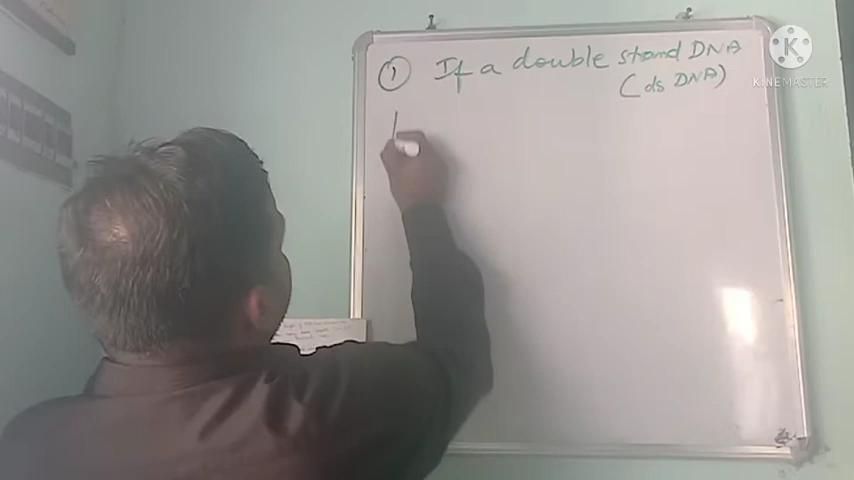 ① If a double strand DNA
(ds DNA)
K
KINEMASTER